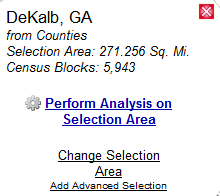 DeKalb, GA
from Counties
Selection Area: 271.256 Sq. Mi.
Census Blocks: 5,943
Perform Analysis on
Selection Area
Change Selection
Area
Add Advanced Selection